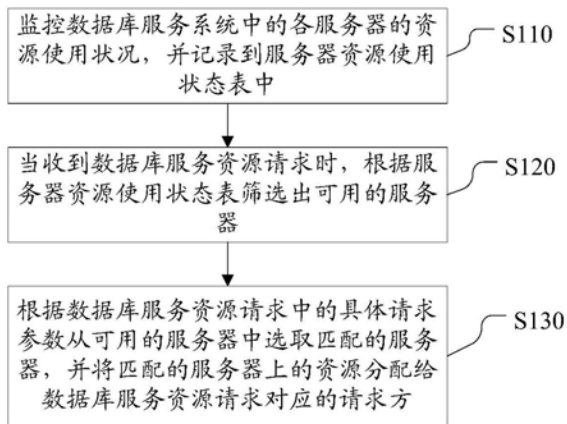 监控数据库服务系统中的各服务器的资
源使用状况，并记录到服务器资源使用
状态表中
S110
当收到数据库服务资源请求时，根据服
务器资源使用状态表筛选出可用的服务
器
S120
根据数据库服务资源请求中的具体请求
参数从可用的服务器中选取匹配的服务
器，并将匹配的服务器上的资源分配给
数据库服务资源请求对应的请求方
S130